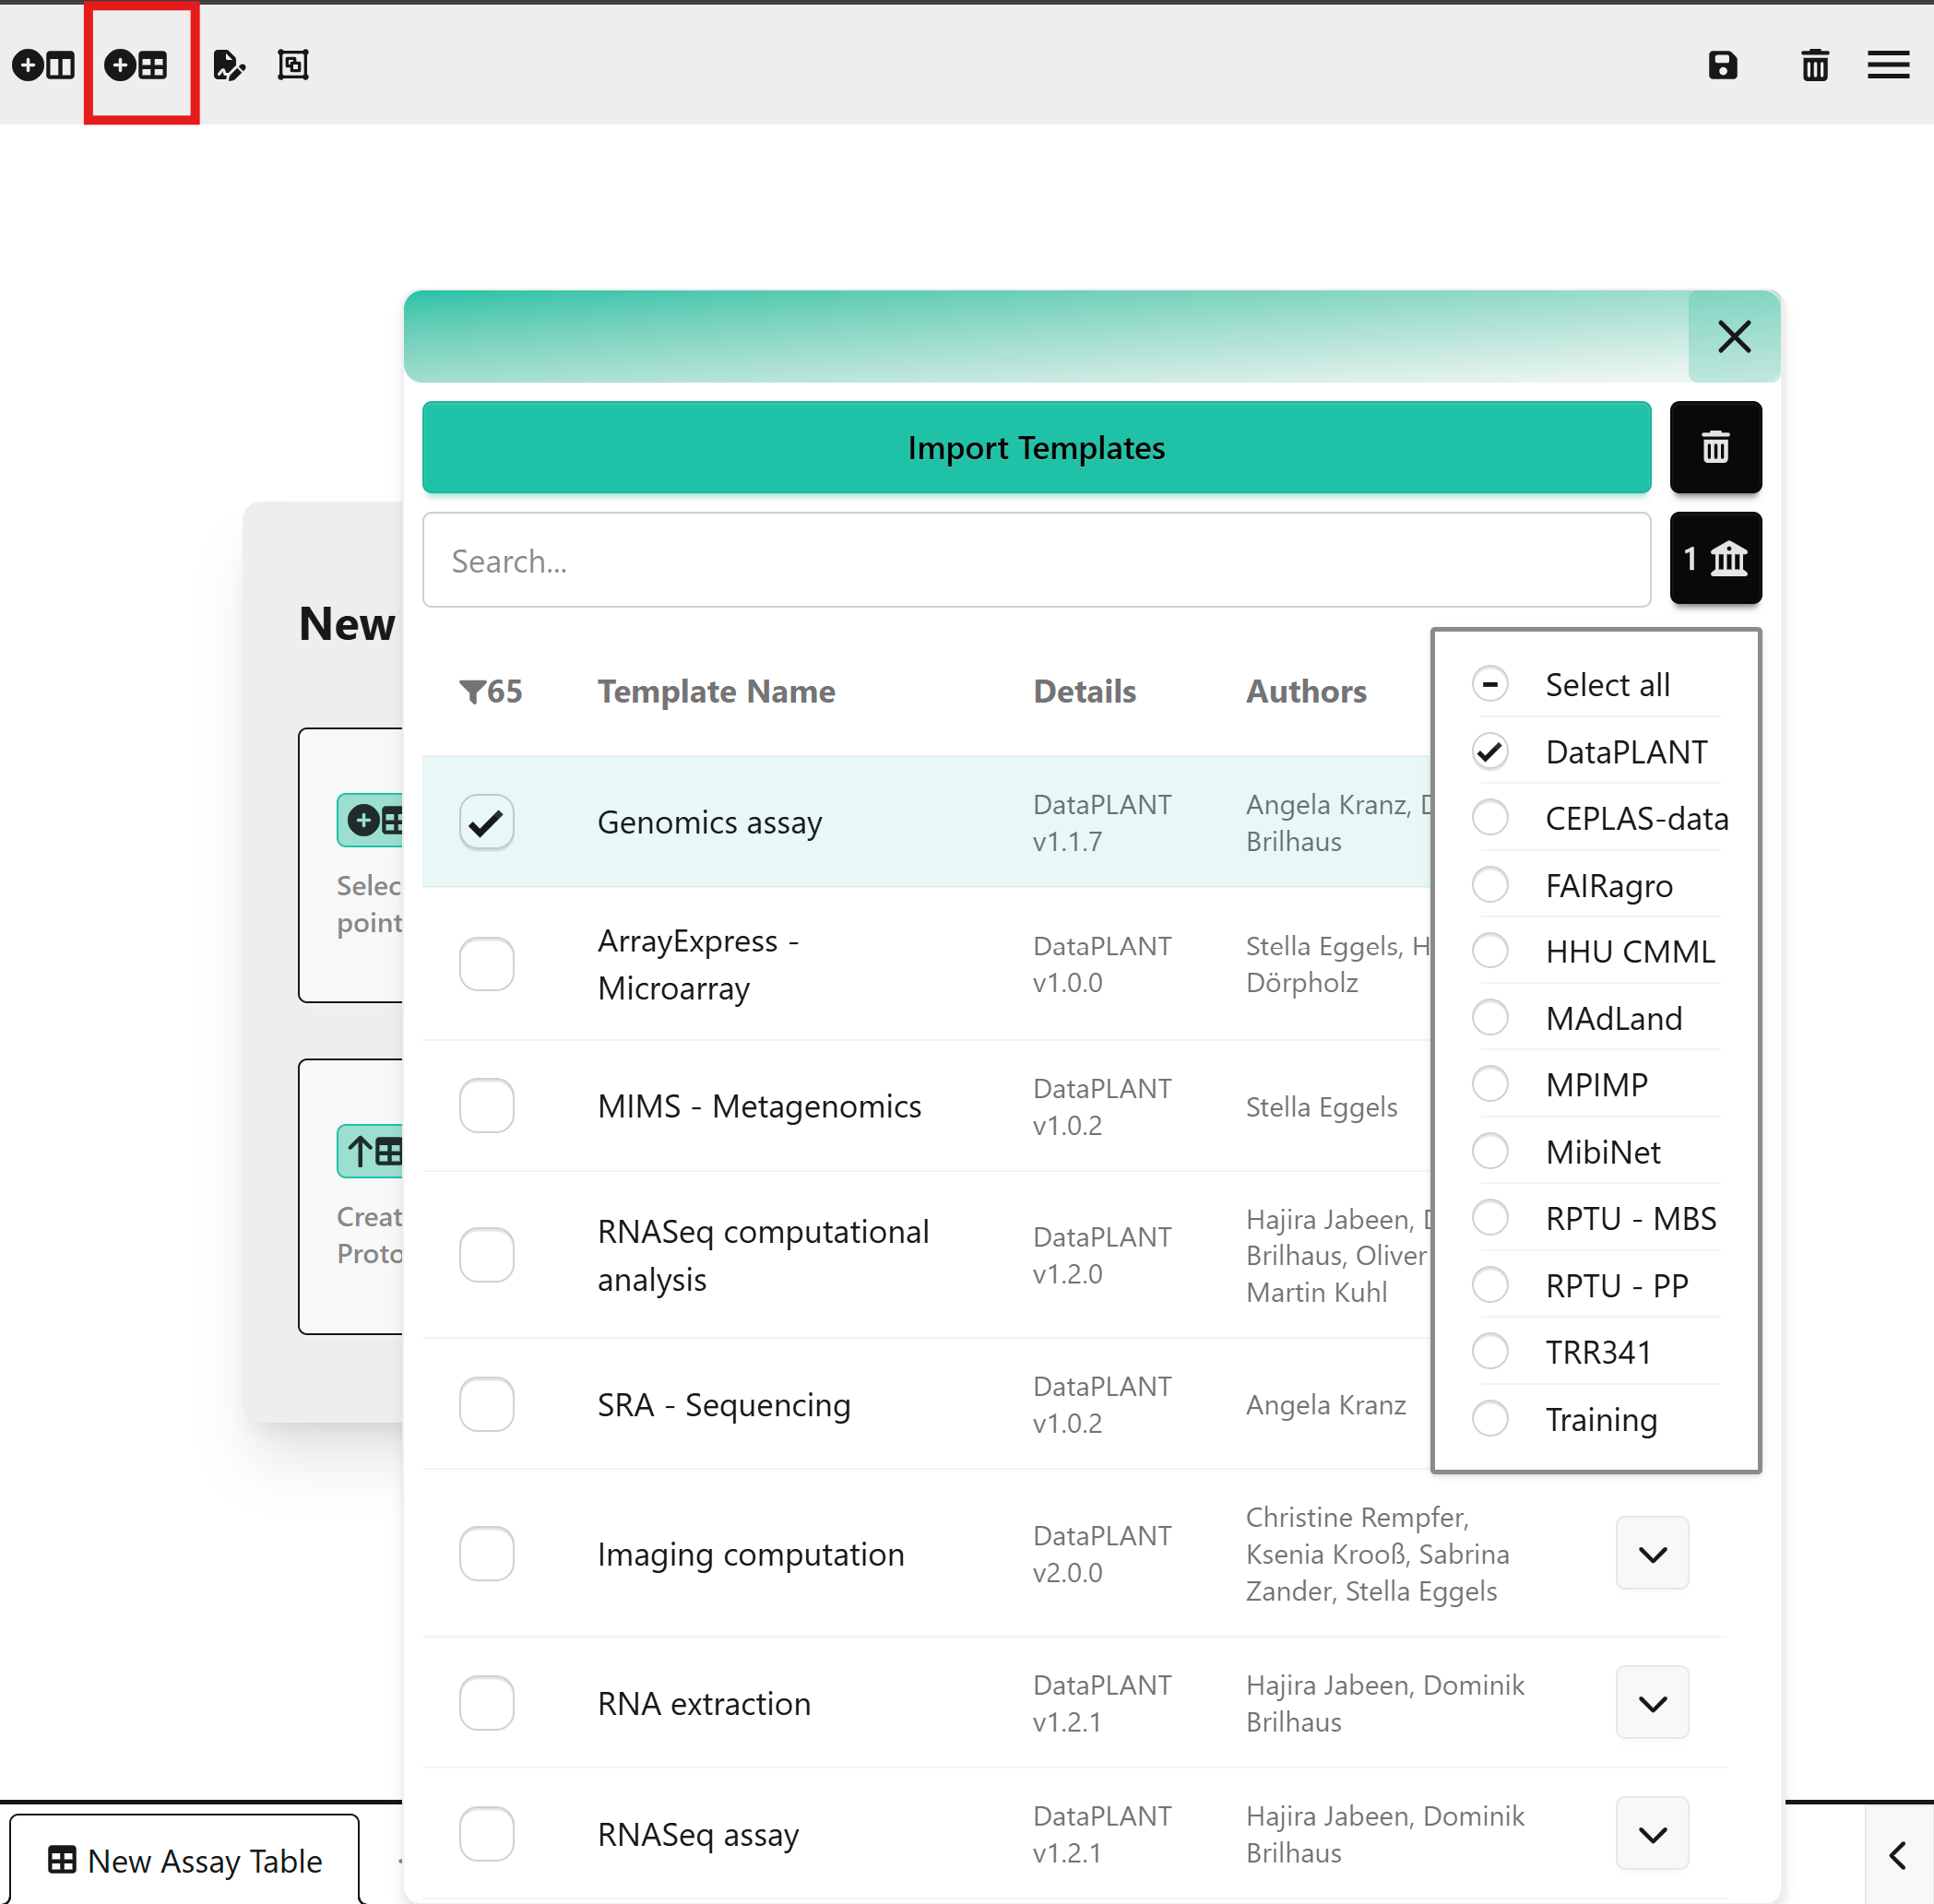 Import Templates
Search...
1
New
65
Template Name
Details
Authors
Select all
DataPLANT
CEPLAS-data
FAIRagro
HHU CMML
MAdLand
MPIMP
MibiNet
RPTU - MBS
RPTU - PP
TRR341
Training
Genomics assay
DataPLANT
v1.1.7
Angela Kranz,
Brilhaus
Selec
point
ArrayExpress -
Microarray
DataPLANT
v1.0.0
Stella Eggels, H
Dörpholz
MIMS - Metagenomics
DataPLANT
v1.0.2
Stella Eggels
Creat
Proto
RNASeq computational
analysis
DataPLANT
v1.2.0
Hajira Jabeen,
Brilhaus, Oliver
Martin Kuhl
SRA - Sequencing
DataPLANT
v1.0.2
Angela Kranz
Imaging computation
DataPLANT
v2.0.0
Christine Rempfer,
Ksenia Krooß, Sabrina
Zander, Stella Eggels
RNA extraction
DataPLANT
v1.2.1
Hajira Jabeen, Dominik
Brilhaus
RNASeq assay
DataPLANT
v1.2.1
Hajira Jabeen, Dominik
Brilhaus
New Assay Table